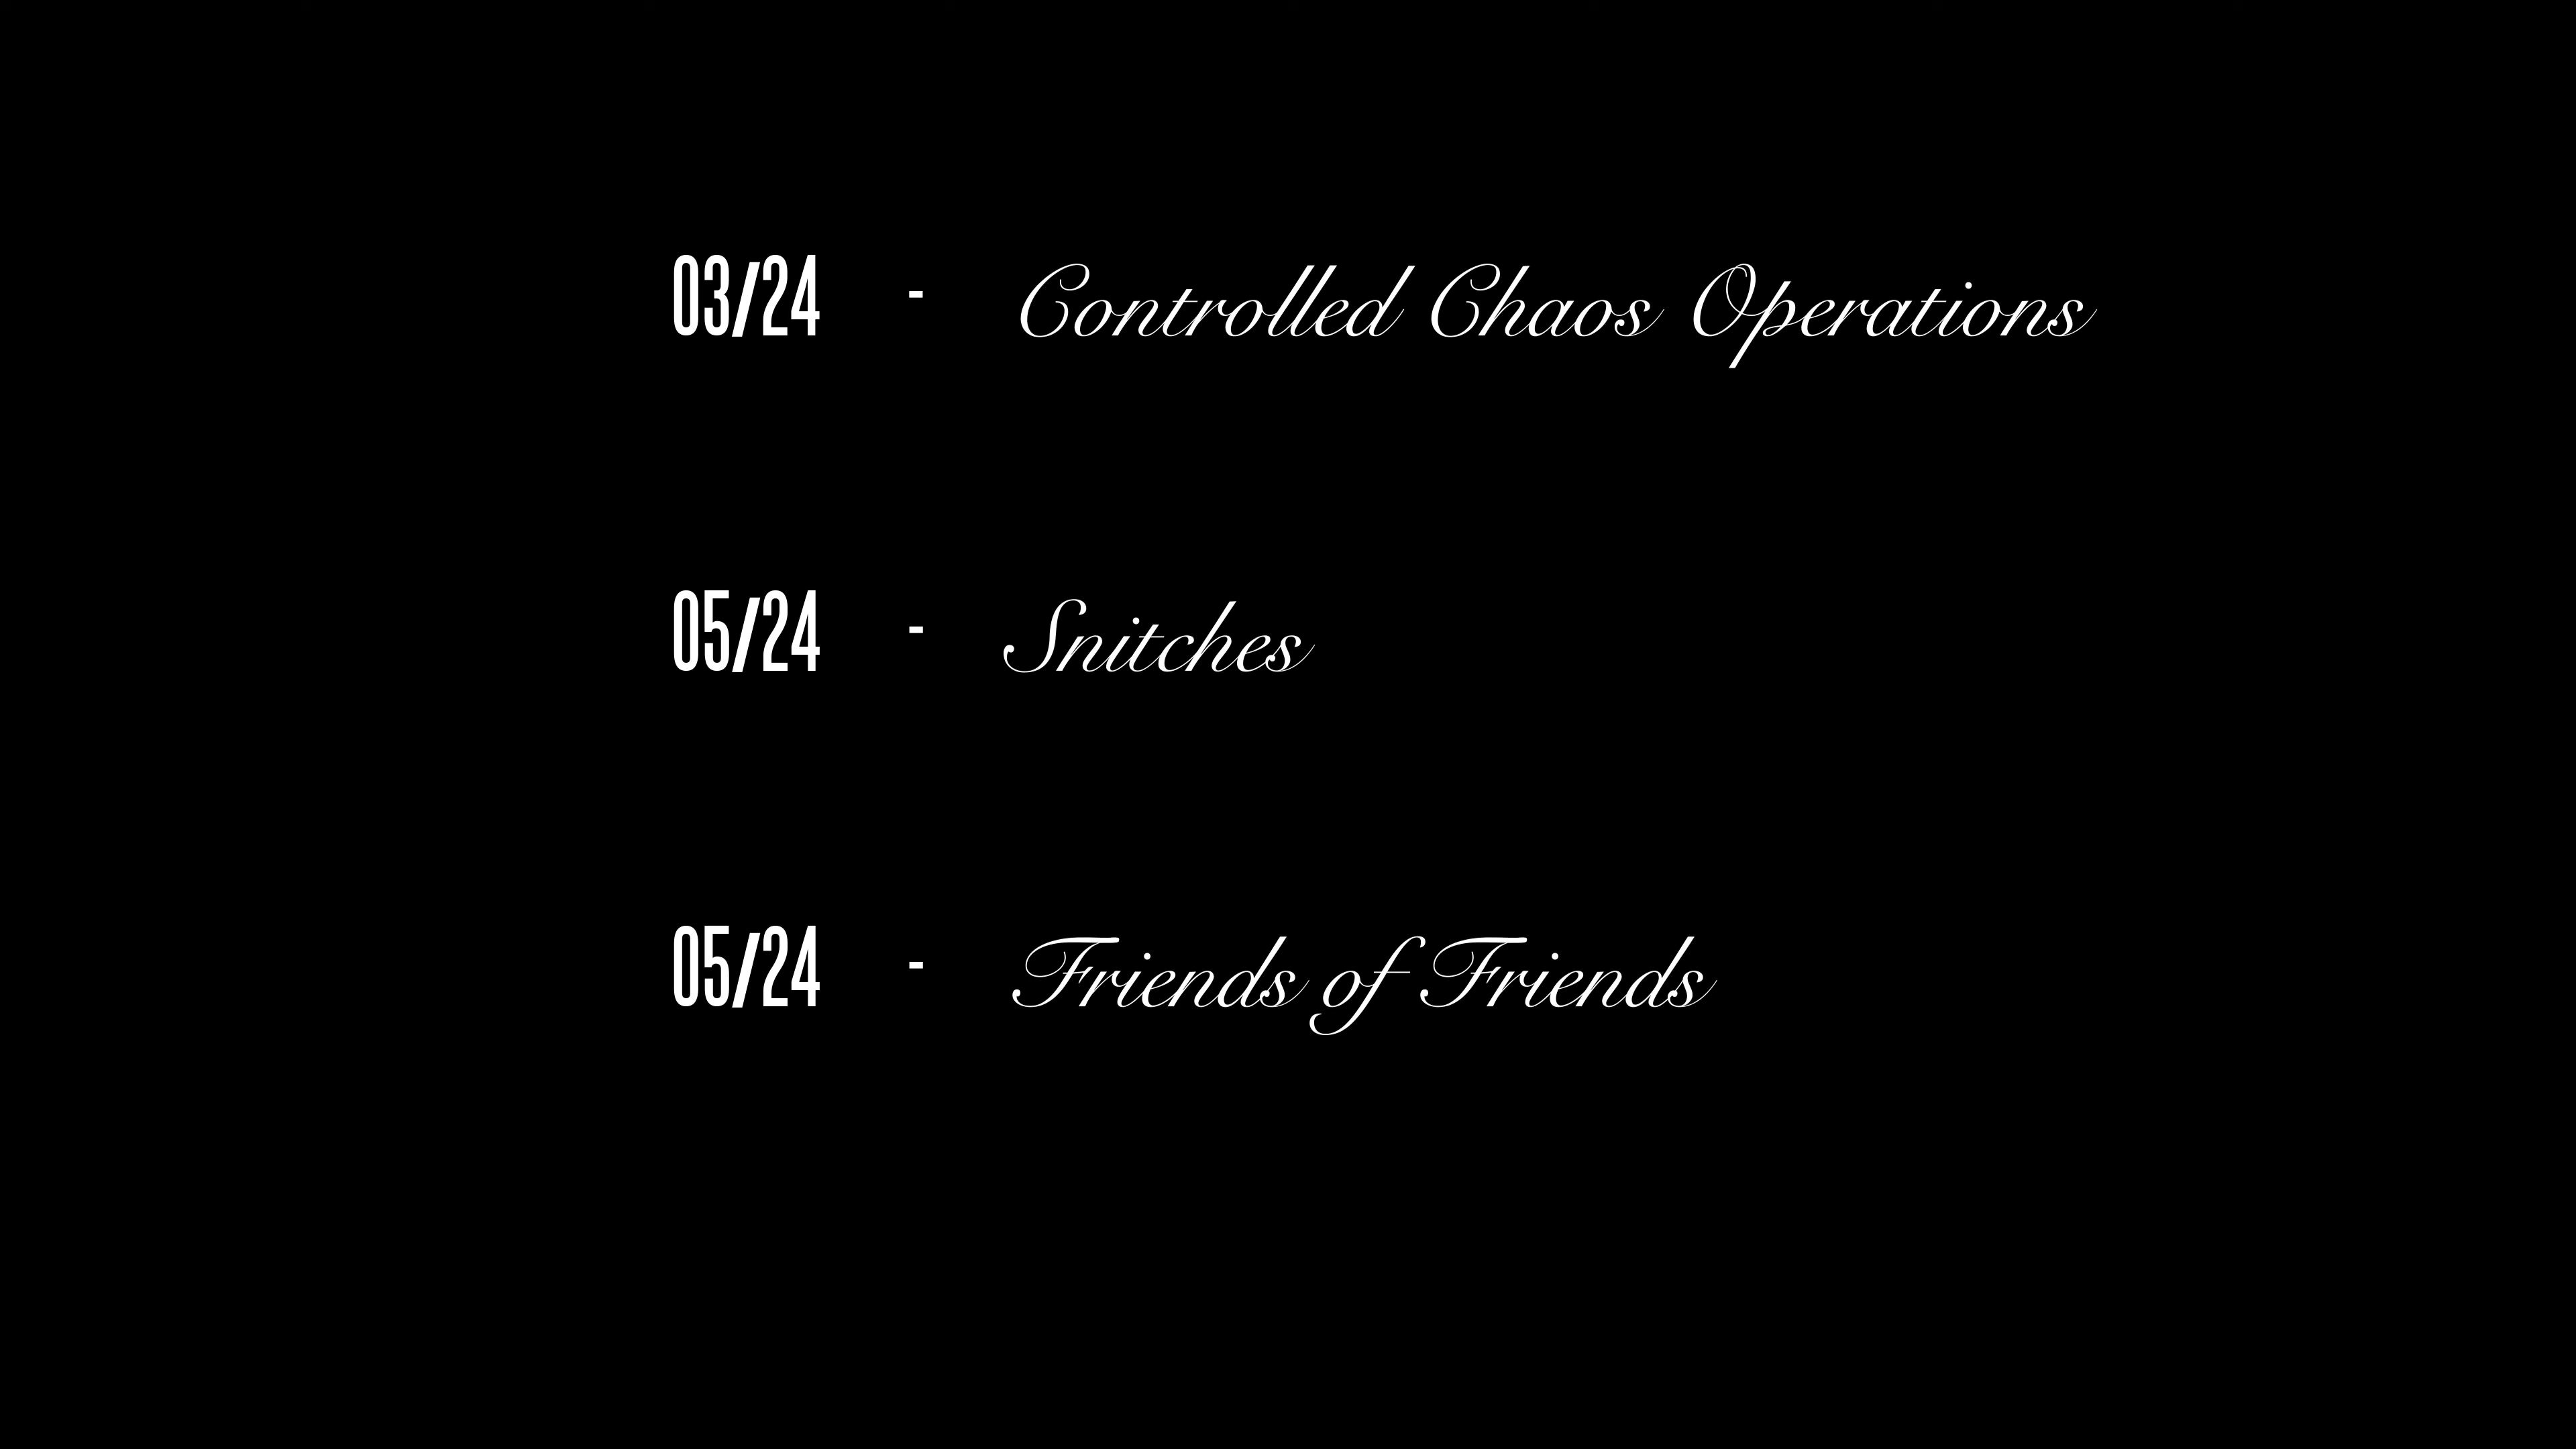 03/24 - Controlled Chaos Operations
05/24 - Snitches
05/24 - Friends of Friends